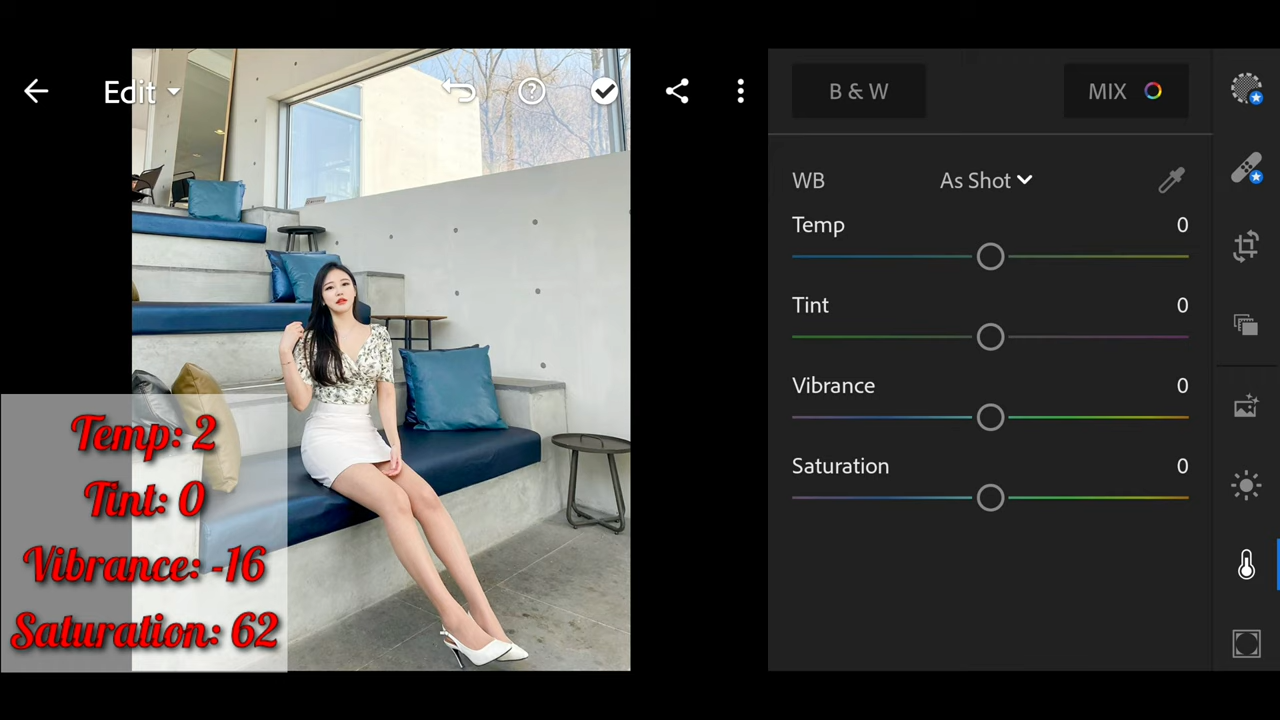 Edit
B & W
MIX
WB
As Shot
Temp
0
Tint
0
Vibrance
0
Saturation
0
Temp: 2
Tint: 0
Vibrance: -16
Saturation: 62